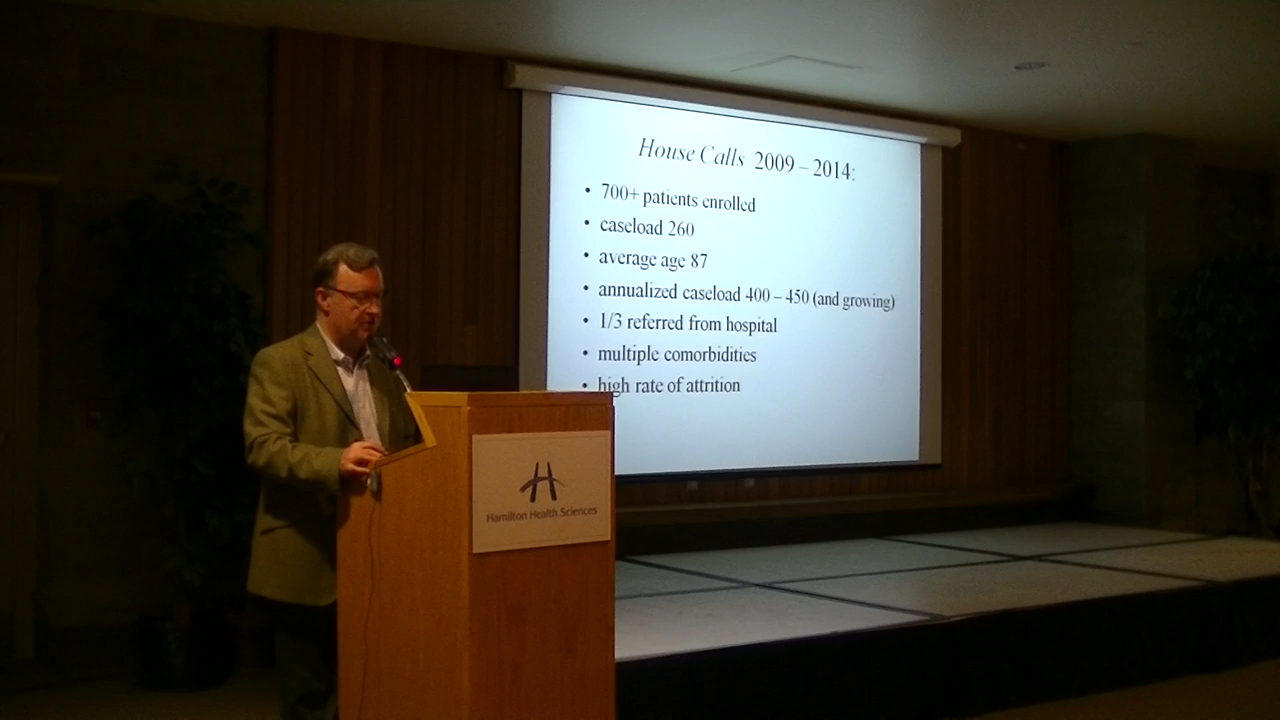 House Calls 2009 – 2014:
• 700+ patients enrolled
• caseload 260
• average age 87
• annualized caseload 400 – 450 (and growing)
• 1/3 referred from hospital
• multiple comorbidities
• high rate of attrition
Hamilton Health Sciences